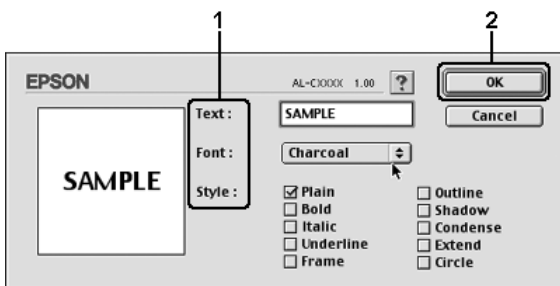 1
2
EPSON
AL-CXXXX 1.00
?
OK
Text :
SAMPLE
Cancel
Font :
Charcoal
SAMPLE
Style :
Plain
Outline
Bold
Shadow
Italic
Condense
Underline
Extend
Frame
Circle